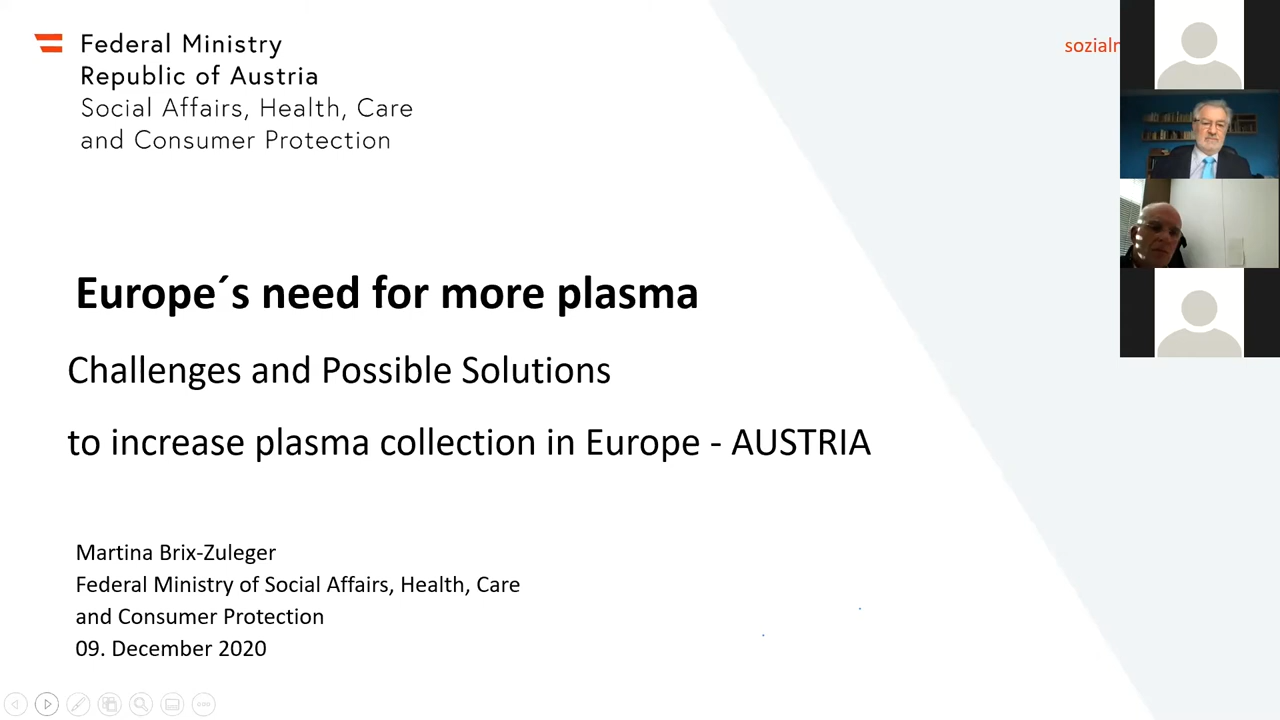 Federal Ministry
Republic of Austria
Social Affairs, Health, Care
and Consumer Protection
Europe´s need for more plasma
Challenges and Possible Solutions
to increase plasma collection in Europe - AUSTRIA
Martina Brix-Zuleger
Federal Ministry of Social Affairs, Health, Care
and Consumer Protection
09. December 2020